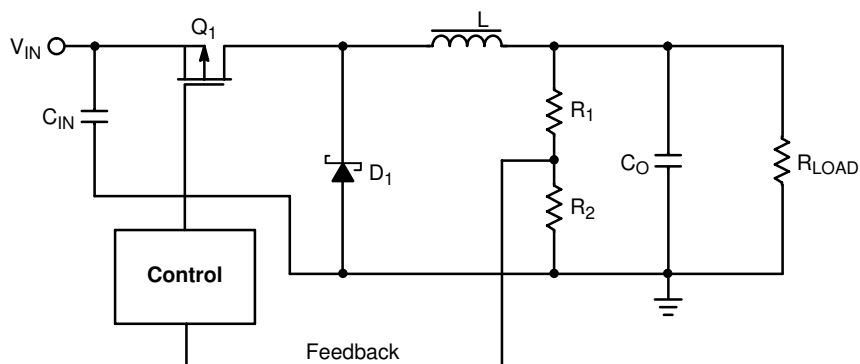 Q1
L
VIN
CIN
R1
D1
CO
RLOAD
R2
Control
Feedback